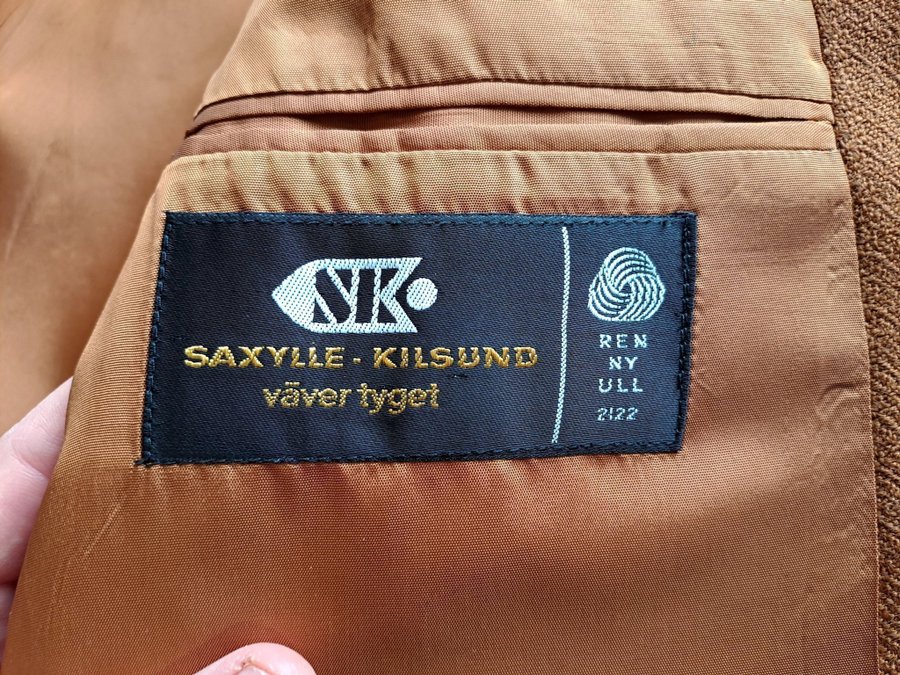 SK
SAXYLLE - KILSUND
väver tyget
REN
NY
ULL
2122